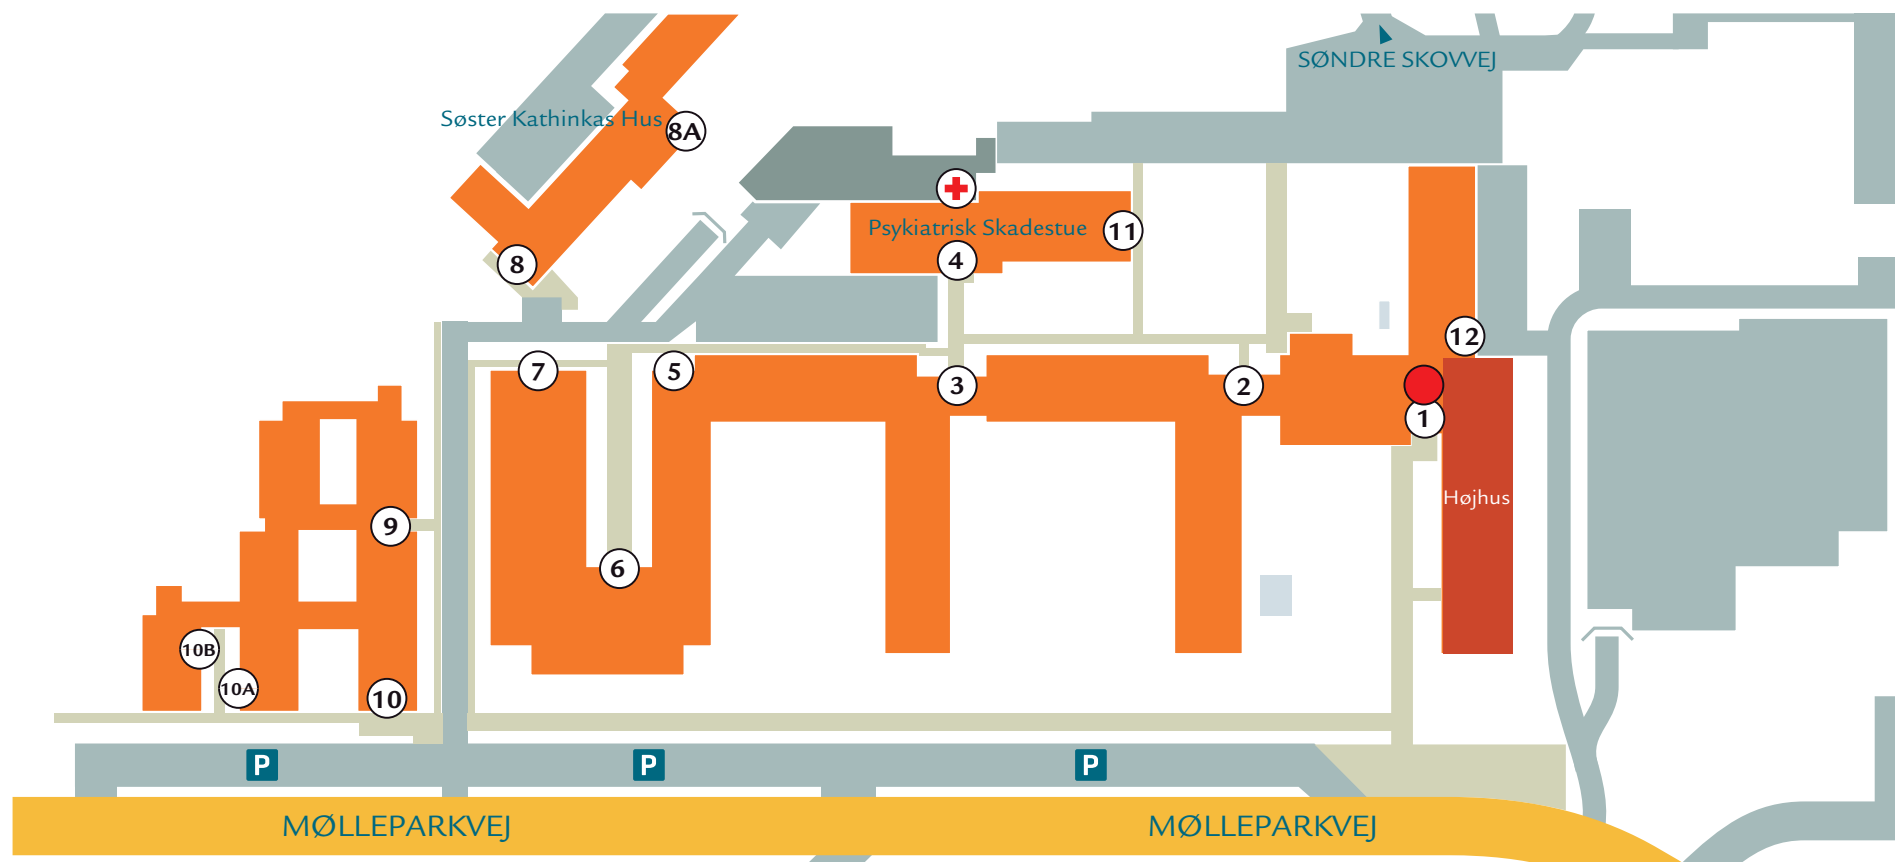 SØNDRE SKOVVEJ
Søster Kathinkas Hus
8A
Psykiatrisk Skadestue
11
4
8
12
7
5
3
2
1
Højhus
9
6
10B
10A
10
P
P
P
MØLLEPARKVEJ
MØLLEPARKVEJ